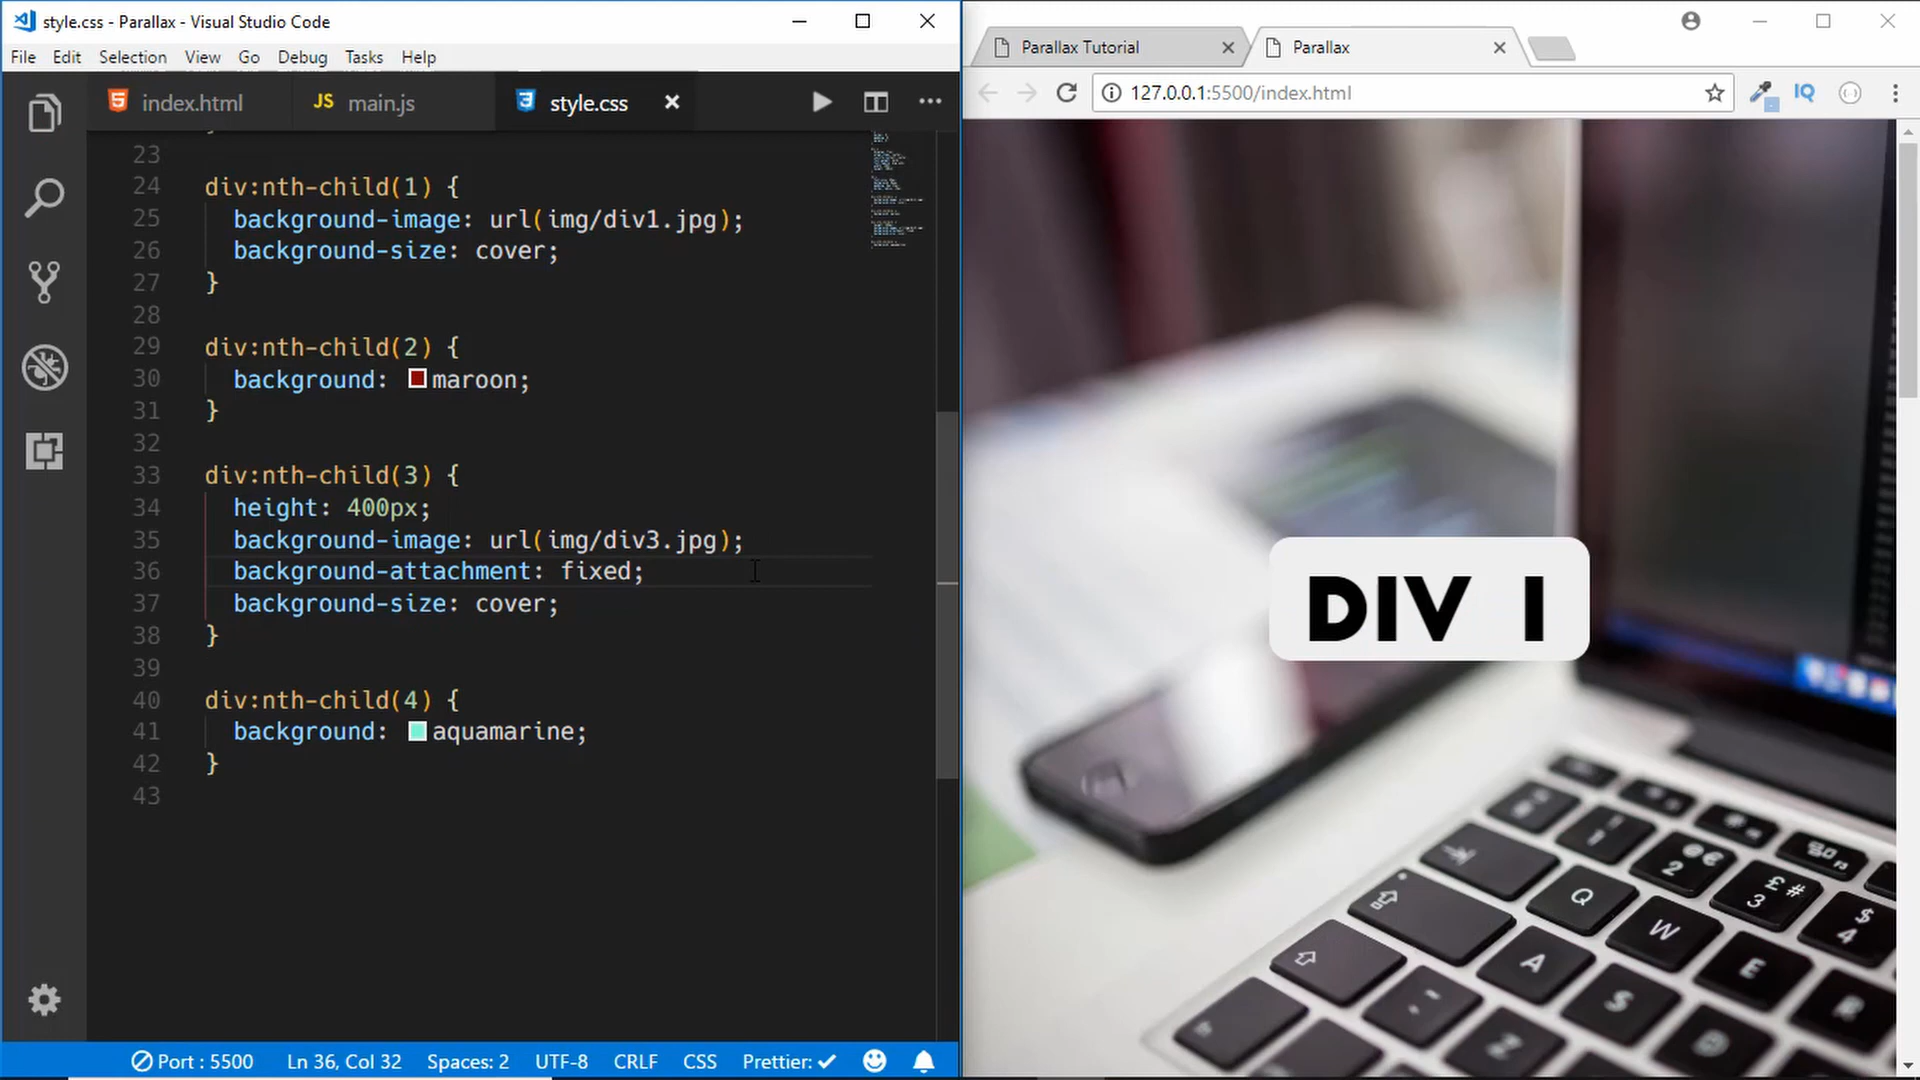 style.css - Parallax - Visual Studio Code
File Edit Selection View Go Debug Tasks Help
index.html JS main.js style.css
23
24 div:nth-child(1) {
25 background-image: url(img/div1.jpg);
26 background-size: cover;
27 }
28
29 div:nth-child(2) {
30 background: maroon;
31 }
32
33 div:nth-child(3) {
34 height: 400px;
35 background-image: url(img/div3.jpg);
36 background-attachment: fixed;
37 background-size: cover;
38 }
39
40 div:nth-child(4) {
41 background: aquamarine;
42 }
43
Port : 5500 Ln 36, Col 32 Spaces: 2 UTF-8 CRLF CSS Prettier:
Parallax Tutorial Parallax
127.0.0.1:5500/index.html IQ
DIV 1
F3
! @ € 2 £ # 3 $ 4
Q W E R
A S D
Z